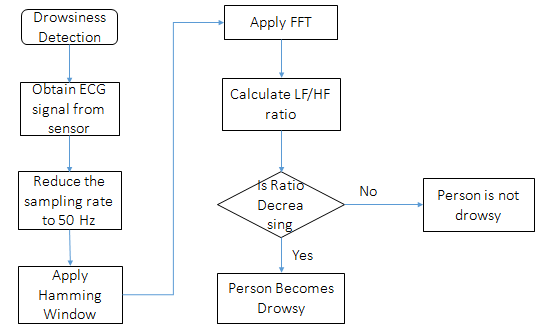 Drowsiness
Detection
Obtain ECG
signal from
sensor
Reduce the
sampling rate
to 50 Hz
Apply
Hamming
Window
Apply FFT
Calculate LF/HF
ratio
Is Ratio
Decrea
sing
No
Person is not
drowsy
Yes
Person Becomes
Drowsy